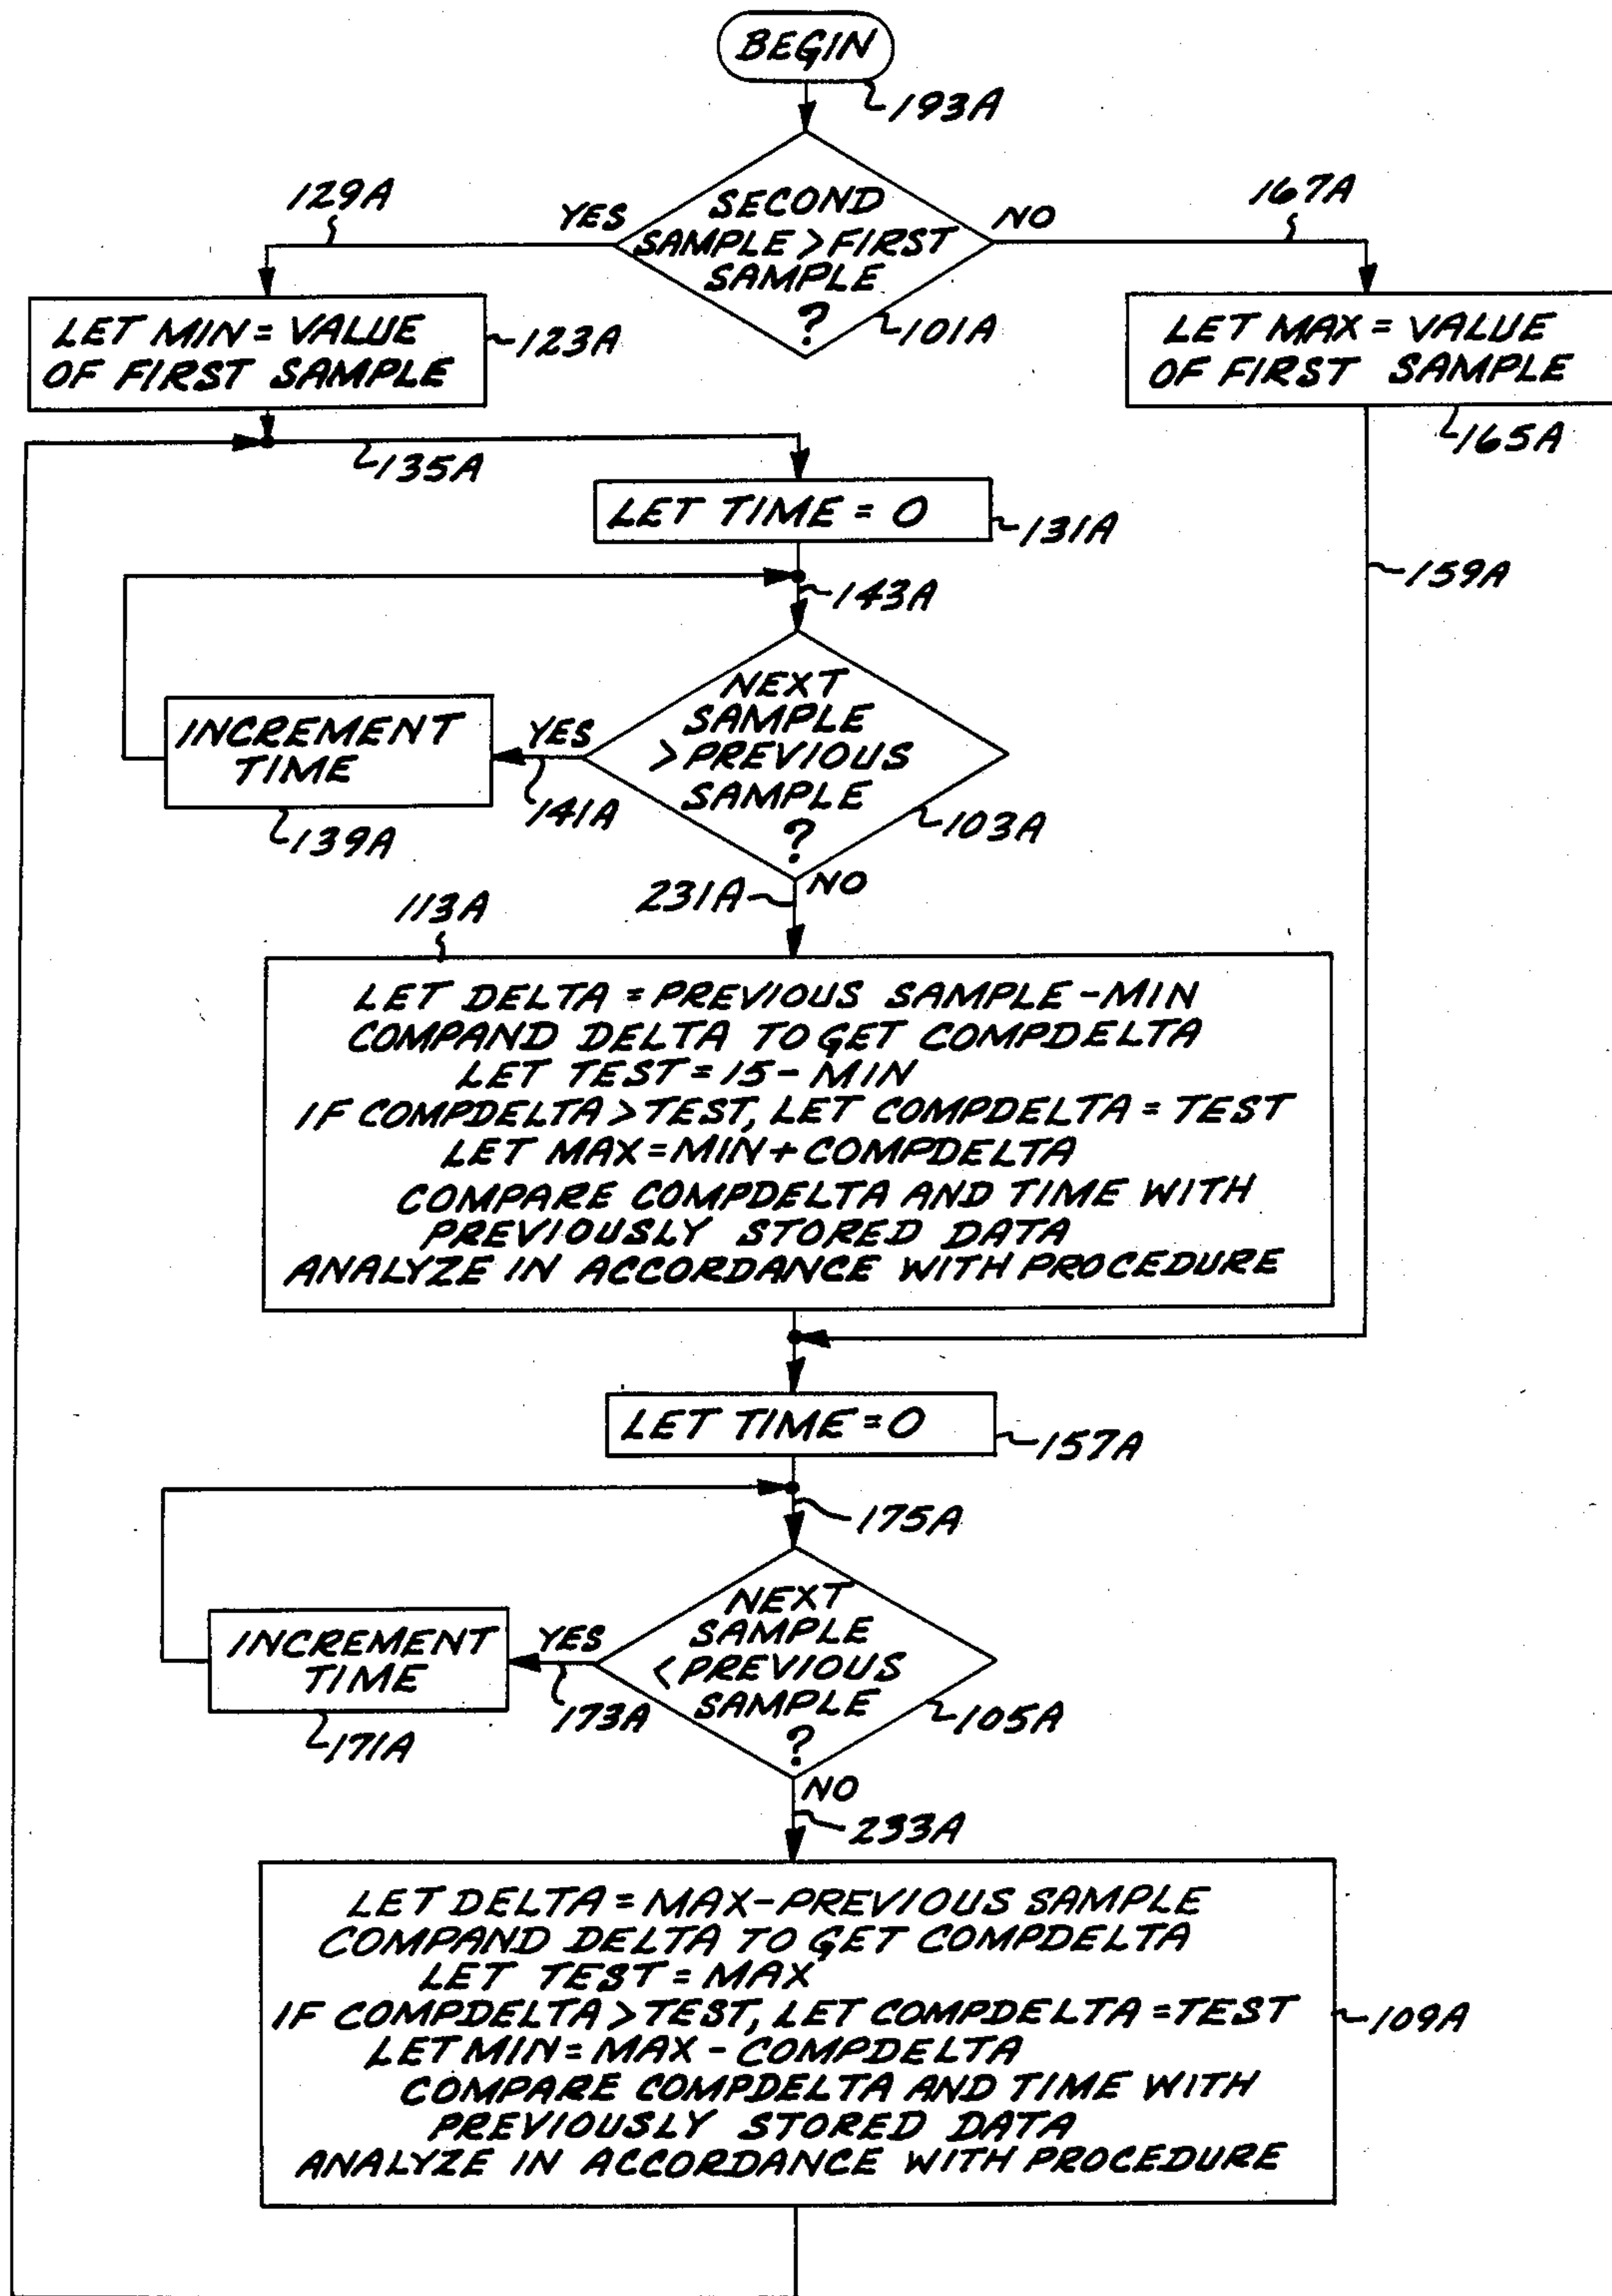 BEGIN
193A
129A
YES
SECOND
SAMPLE > FIRST
SAMPLE
?
NO
167A
101A
LET MIN = VALUE
OF FIRST SAMPLE
123A
LET MAX = VALUE
OF FIRST SAMPLE
165A
135A
LET TIME = 0
131A
143A
159A
NEXT
SAMPLE
> PREVIOUS
SAMPLE
?
YES
INCREMENT
TIME
141A
139A
103A
231A
NO
113A
LET DELTA = PREVIOUS SAMPLE - MIN
COMPAND DELTA TO GET COMPDELTA
LET TEST = 15 - MIN
IF COMPDELTA > TEST, LET COMPDELTA = TEST
LET MAX = MIN + COMPDELTA
COMPARE COMPDELTA AND TIME WITH
PREVIOUSLY STORED DATA
ANALYZE IN ACCORDANCE WITH PROCEDURE
LET TIME = 0
157A
175A
NEXT
SAMPLE
< PREVIOUS
SAMPLE
?
YES
INCREMENT
TIME
173A
171A
105A
NO
233A
LET DELTA = MAX - PREVIOUS SAMPLE
COMPAND DELTA TO GET COMPDELTA
LET TEST = MAX
IF COMPDELTA > TEST, LET COMPDELTA = TEST
LET MIN = MAX - COMPDELTA
COMPARE COMPDELTA AND TIME WITH
PREVIOUSLY STORED DATA
ANALYZE IN ACCORDANCE WITH PROCEDURE
109A